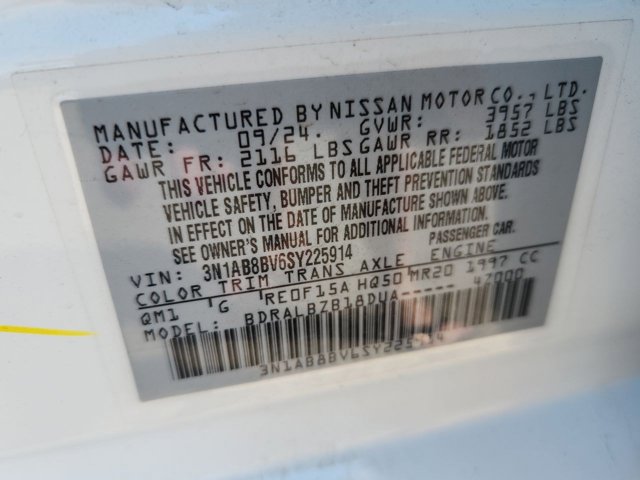 MANUFACTURED BY NISSAN MOTOR CO., LTD.
DATE: 09/24. GVWR: 3957 LBS
GAWR FR: 2116 LBS GAWR RR: 1852 LBS
THIS VEHICLE CONFORMS TO ALL APPLICABLE FEDERAL MOTOR
VEHICLE SAFETY, BUMPER AND THEFT PREVENTION STANDARDS
IN EFFECT ON THE DATE OF MANUFACTURE SHOWN ABOVE.
SEE OWNER'S MANUAL FOR ADDITIONAL INFORMATION.
VIN: 3N1AB8BV6SY225914 PASSENGER CAR.
COLOR TRIM TRANS AXLE ENGINE
QM1 G RE0F15A HQ50 MR20 1997 CC
MODEL: BDRALBZB18DUA----- 47000
3N1AB8BV6SY225914